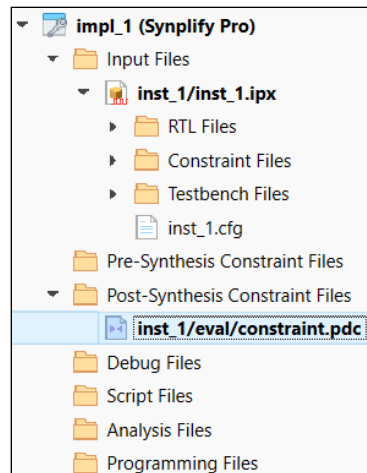 impl_1 (Synplify Pro)
Input Files
inst_1/inst_1.ipx
RTL Files
Constraint Files
Testbench Files
inst_1.cfg
Pre-Synthesis Constraint Files
Post-Synthesis Constraint Files
inst_1/eval/constraint.pdc
Debug Files
Script Files
Analysis Files
Programming Files